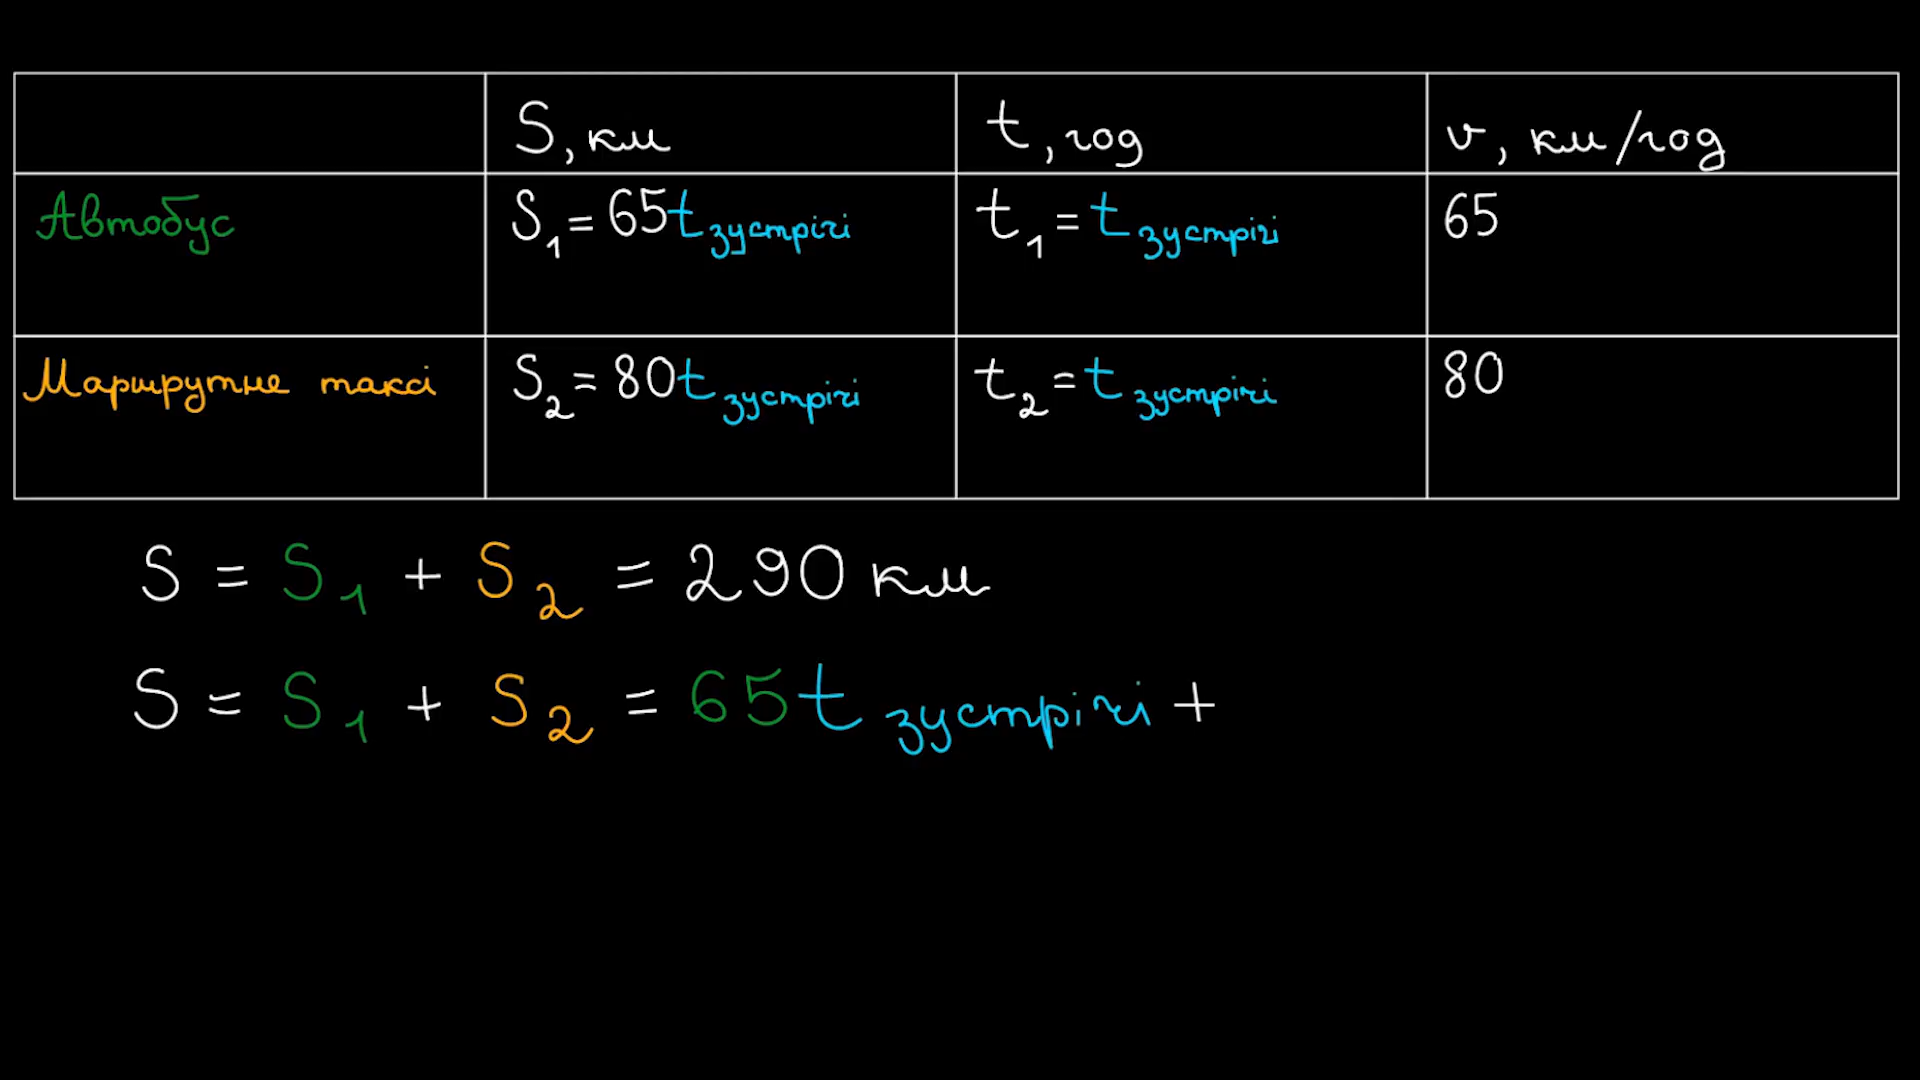 S, км t, год v, км/год
Автобус S₁ = 65t зустрічі t₁ = t зустрічі 65
Маршрутне таксі S₂ = 80t зустрічі t₂ = t зустрічі 80
S = S₁ + S₂ = 290 км
S = S₁ + S₂ = 65t зустрічі +